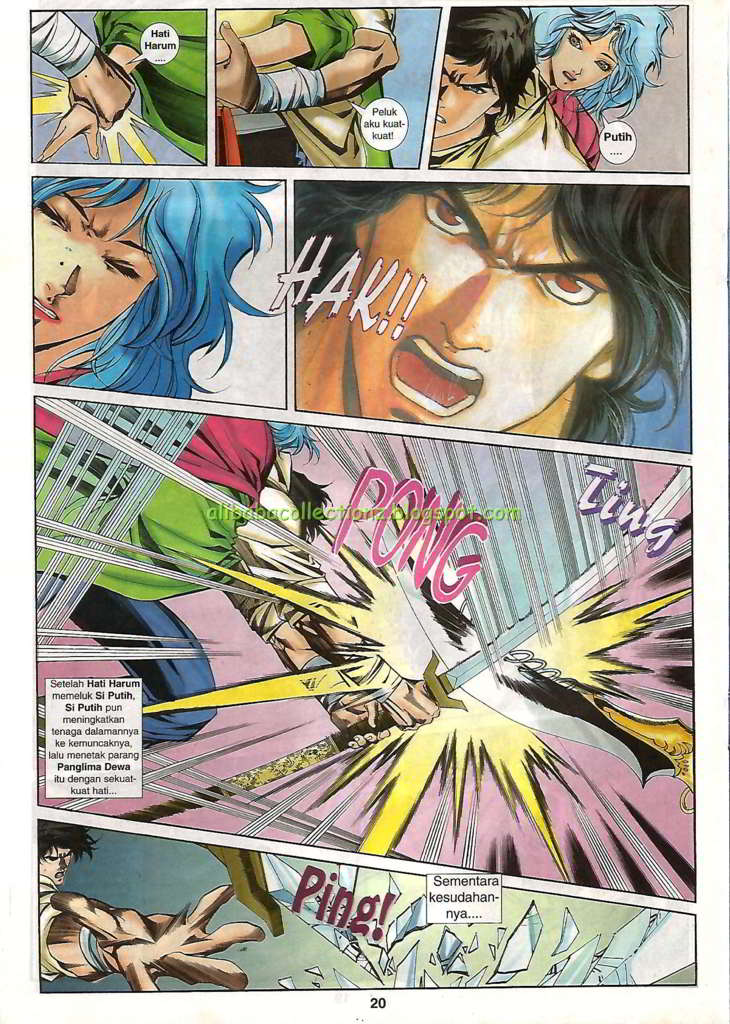 Hati
Harum
....
Peluk
aku kuat-
kuat!
Putih
....
HAK!!
alisabacollectionz.blogspot.com
PONG
Ting
Setelah Hati Harum
memeluk Si Putih,
Si Putih pun
meningkatkan
tenaga dalamannya
ke kemuncaknya,
lalu menetak parang
Panglima Dewa
itu dengan sekuat-
kuat hati...
Ping!
Sementara
kesudahan-
nya....
20